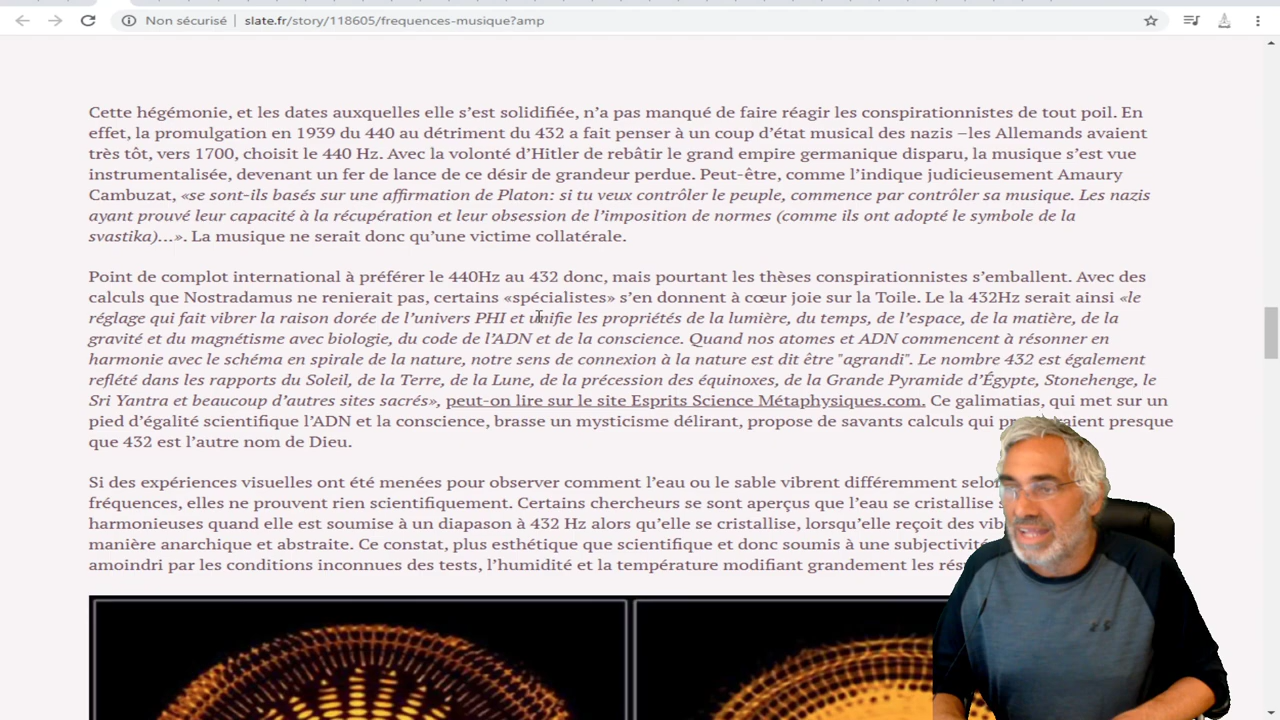 Non sécurisé slate.fr/story/118605/frequences-musique?amp
Cette hégémonie, et les dates auxquelles elle s’est solidifiée, n’a pas manqué de faire réagir les conspirationnistes de tout poil. En
effet, la promulgation en 1939 du 440 au détriment du 432 a fait penser à un coup d’état musical des nazis –les Allemands avaient
très tôt, vers 1700, choisit le 440 Hz. Avec la volonté d’Hitler de rebâtir le grand empire germanique disparu, la musique s’est vue
instrumentalisée, devenant un fer de lance de ce désir de grandeur perdue. Peut-être, comme l’indique judicieusement Amaury
Cambuzat, «se sont-ils basés sur une affirmation de Platon: si tu veux contrôler le peuple, commence par contrôler sa musique. Les nazis
ayant prouvé leur capacité à la récupération et leur obsession de l’imposition de normes (comme ils ont adopté le symbole de la
svastika)…». La musique ne serait donc qu’une victime collatérale.
Point de complot international à préférer le 440Hz au 432 donc, mais pourtant les thèses conspirationnistes s’emballent. Avec des
calculs que Nostradamus ne renierait pas, certains «spécialistes» s’en donnent à cœur joie sur la Toile. Le la 432Hz serait ainsi «le
réglage qui fait vibrer la raison dorée de l’univers PHI et unifie les propriétés de la lumière, du temps, de l’espace, de la matière, de la
gravité et du magnétisme avec biologie, du code de l’ADN et de la conscience. Quand nos atomes et ADN commencent à résonner en
harmonie avec le schéma en spirale de la nature, notre sens de connexion à la nature est dit être "agrandi". Le nombre 432 est également
reflété dans les rapports du Soleil, de la Terre, de la Lune, de la précession des équinoxes, de la Grande Pyramide d’Égypte, Stonehenge, le
Sri Yantra et beaucoup d’autres sites sacrés», peut-on lire sur le site Esprits Science Métaphysiques.com. Ce galimatias, qui met sur un
pied d’égalité scientifique l’ADN et la conscience, brasse un mysticisme délirant, propose de savants calculs qui presque
que 432 est l’autre nom de Dieu.
Si des expériences visuelles ont été menées pour observer comment l’eau ou le sable vibrent différemment
fréquences, elles ne prouvent rien scientifiquement. Certains chercheurs se sont aperçus que l’eau se cristallise
harmonieuses quand elle est soumise à un diapason à 432 Hz alors qu’elle se cristallise, lorsqu’elle reçoit des
manière anarchique et abstraite. Ce constat, plus esthétique que scientifique et donc soumis à une
amoindri par les conditions inconnues des tests, l’humidité et la température modifiant grandement les